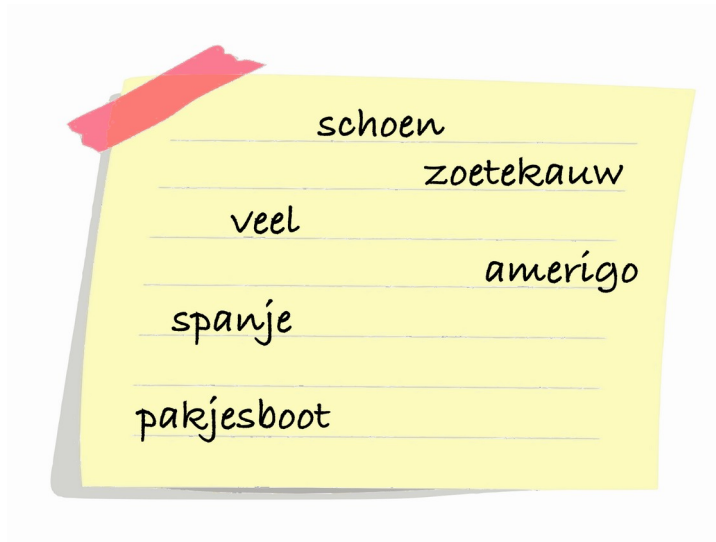 schoen
zoetekauw
veel
amerigo
spanje
pakjesboot